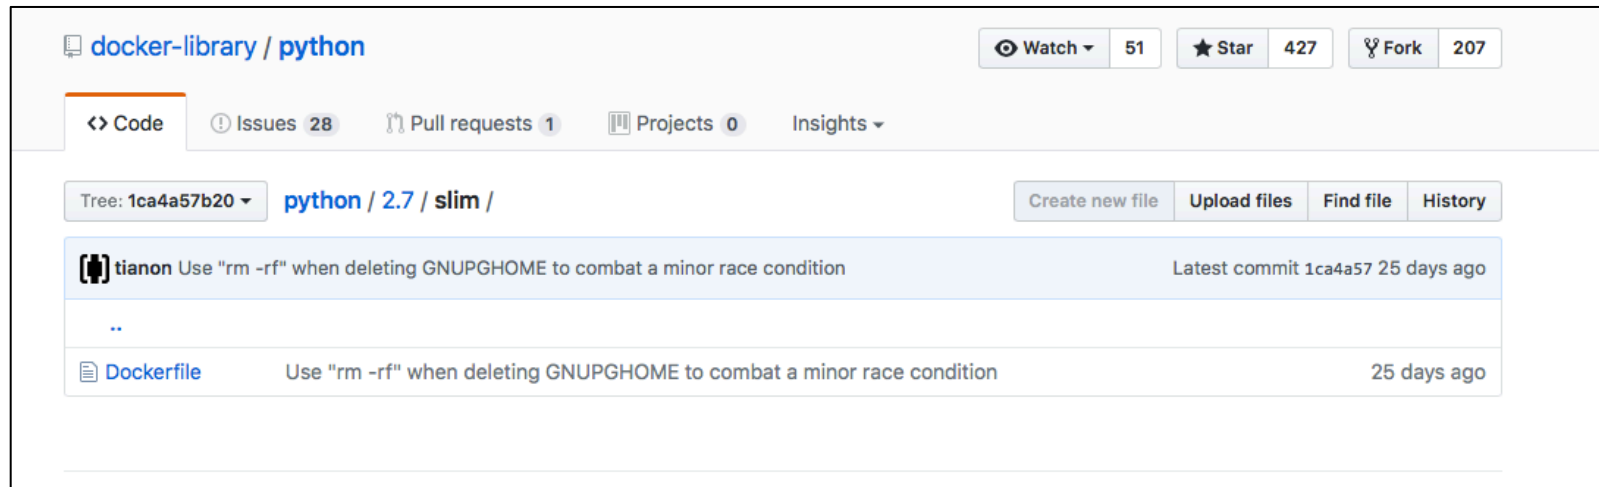 docker-library / python
Watch 51 Star 427 Fork 207
Code Issues 28 Pull requests 1 Projects 0 Insights
Tree: 1ca4a57b20 python / 2.7 / slim / Create new file Upload files Find file History
tianon Use "rm -rf" when deleting GNUPGHOME to combat a minor race condition Latest commit 1ca4a57 25 days ago
..
Dockerfile Use "rm -rf" when deleting GNUPGHOME to combat a minor race condition 25 days ago